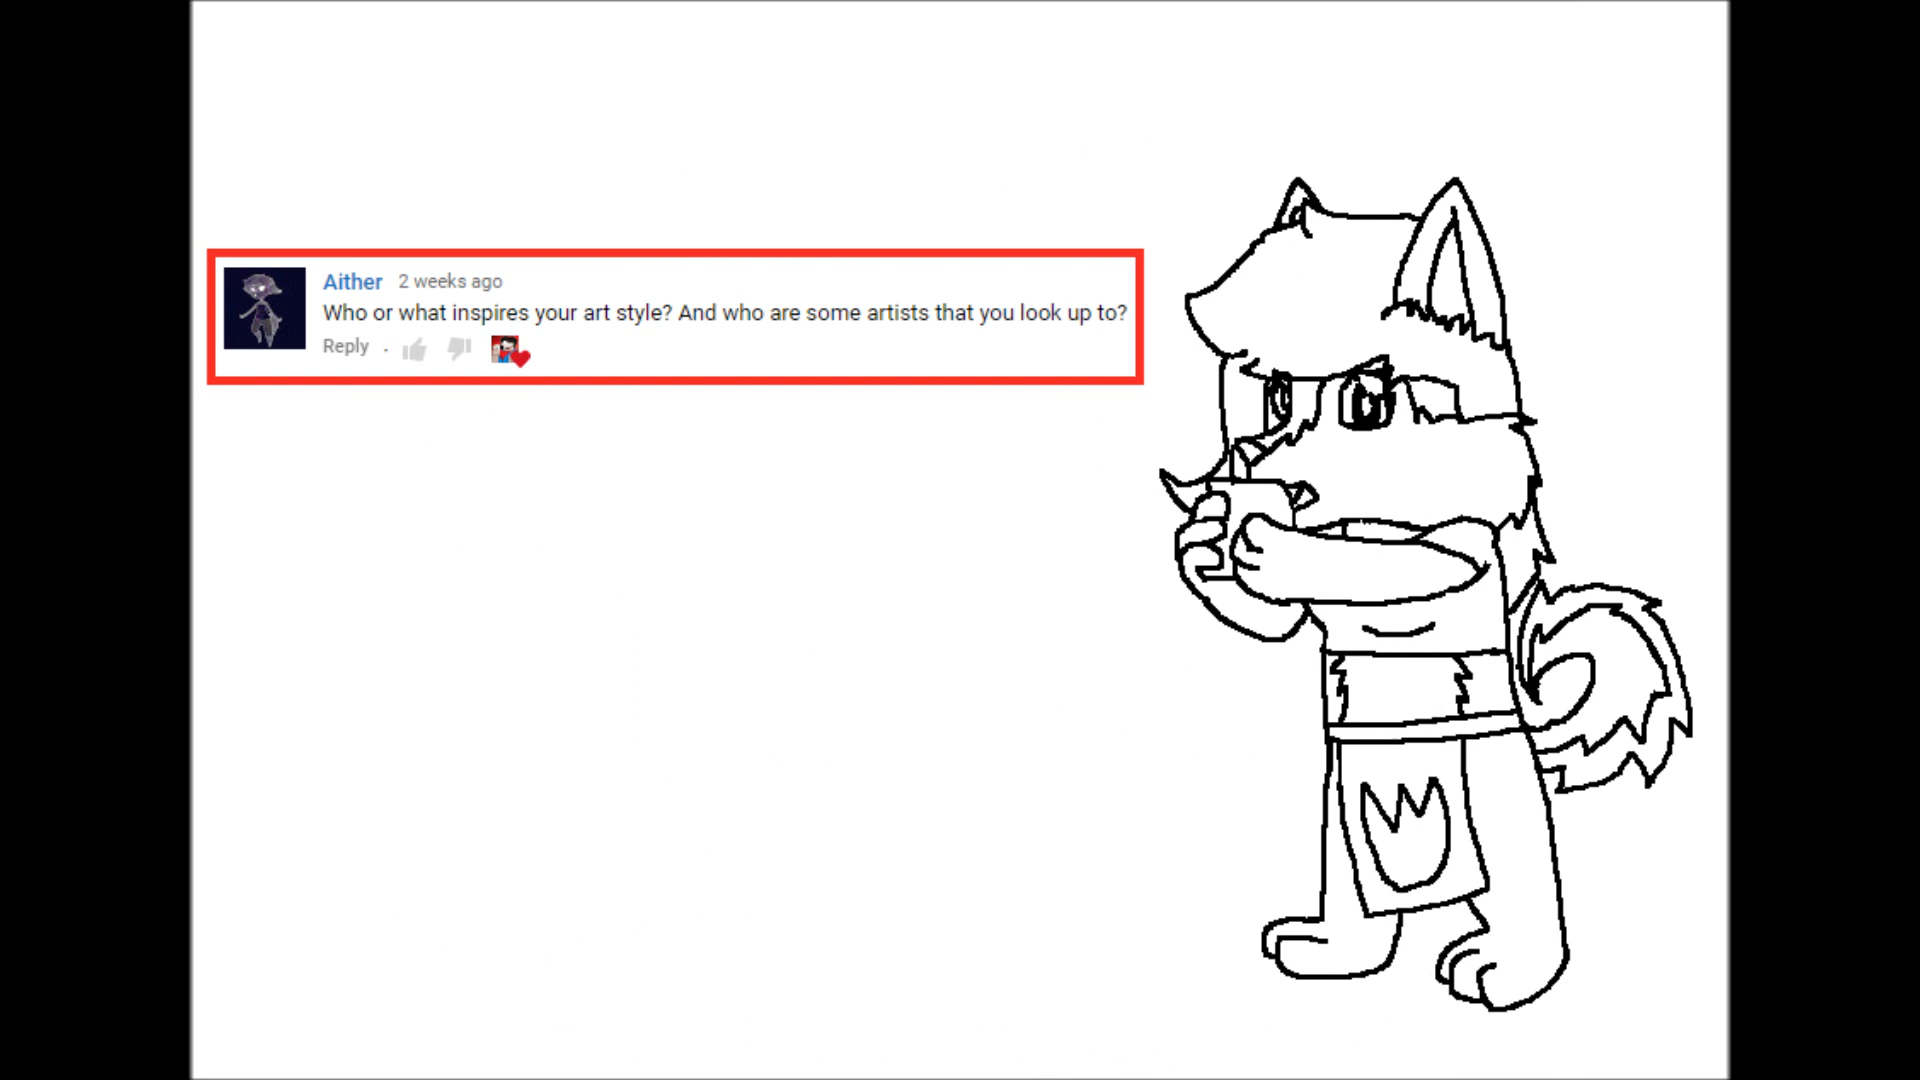 Aither 2 weeks ago
Who or what inspires your art style? And who are some artists that you look up to?
Reply